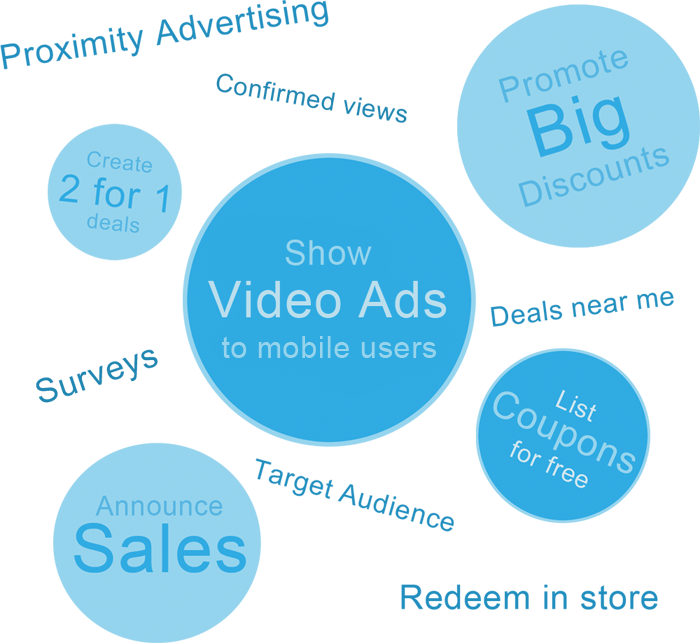 Proximity Advertising
Confirmed views
Promote
Big
Discounts
Create
2 for 1
deals
Show
Video Ads
to mobile users
Deals near me
Surveys
List
Coupons
for free
Target Audience
Announce
Sales
Redeem in store